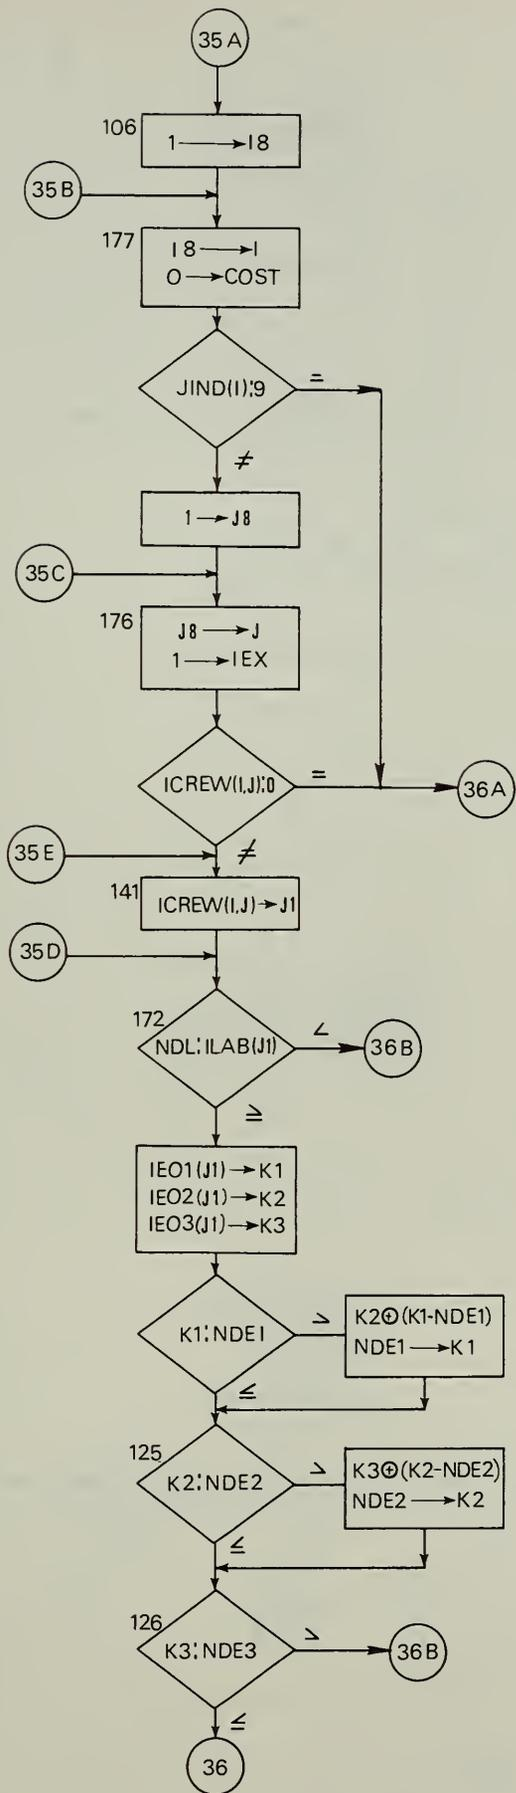 35A
106
1 → I8
35B
177
I8 → I
0 → COST
JIND(I):9
=
≠
1 → J8
35C
176
J8 → J
1 → IEX
ICREW(I,J):0
=
36A
35E
≠
141
ICREW(I,J) → J1
35D
172
NDL:ILAB(J1)
<
36B
≥
IEO1(J1) → K1
IEO2(J1) → K2
IEO3(J1) → K3
K1:NDE1
>
K2⊕(K1-NDE1)
NDE1 → K1
≤
125
K2:NDE2
>
K3⊕(K2-NDE2)
NDE2 → K2
≤
126
K3:NDE3
>
36B
≤
36